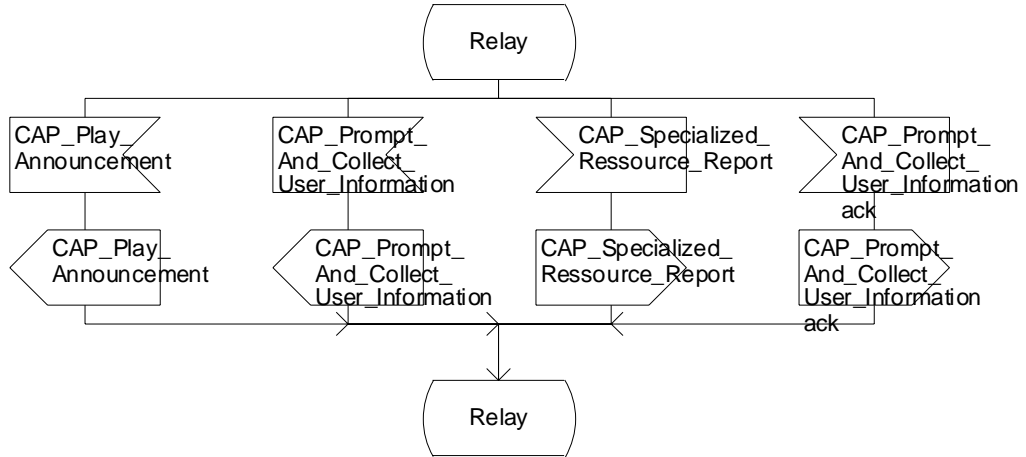 Relay
CAP_Play_
Announcement
CAP_Prompt_
And_Collect_
User_Information
CAP_Specialized_
Ressource_Report
CAP_Prompt_
And_Collect_
User_Information
ack
CAP_Play_
Announcement
CAP_Prompt_
And_Collect_
User_Information
CAP_Specialized_
Ressource_Report
CAP_Prompt_
And_Collect_
User_Information
ack
Relay